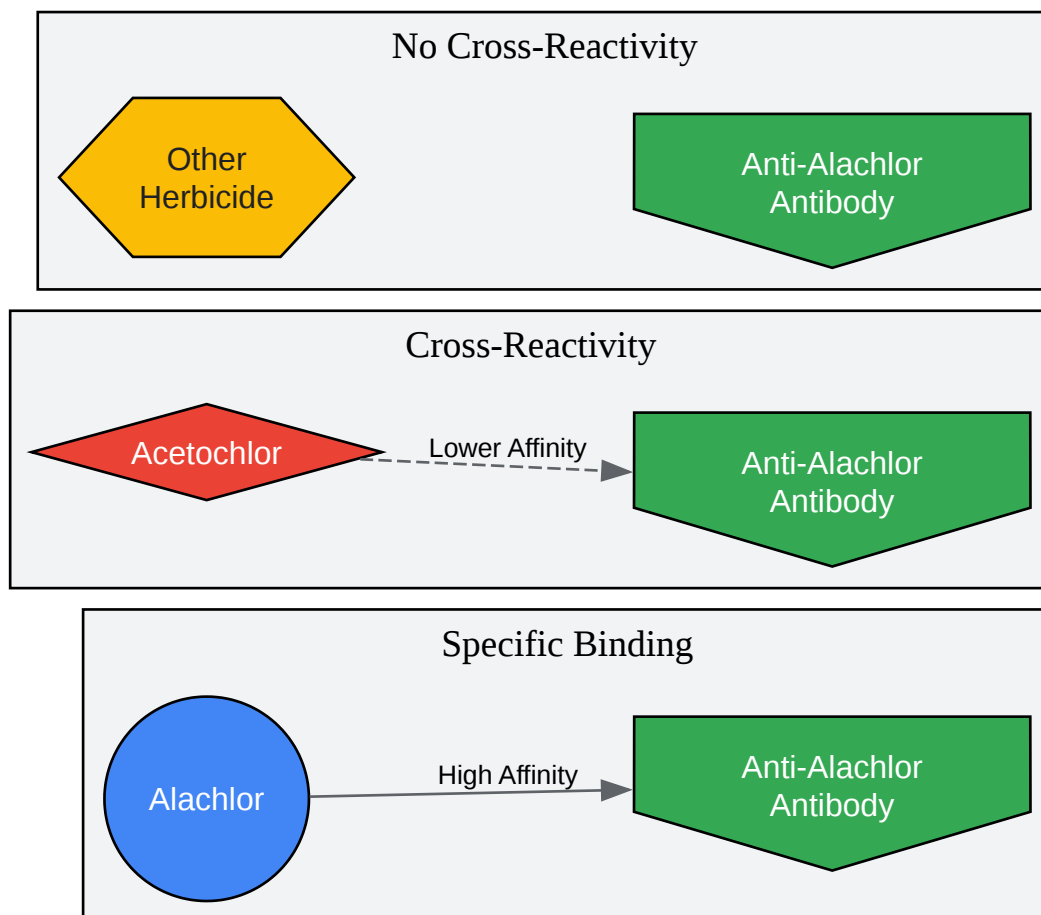 No Cross-Reactivity
Other
Herbicide
Anti-Alachlor
Antibody
Cross-Reactivity
Acetochlor
Lower Affinity
Anti-Alachlor
Antibody
Specific Binding
Alachlor
High Affinity
Anti-Alachlor
Antibody